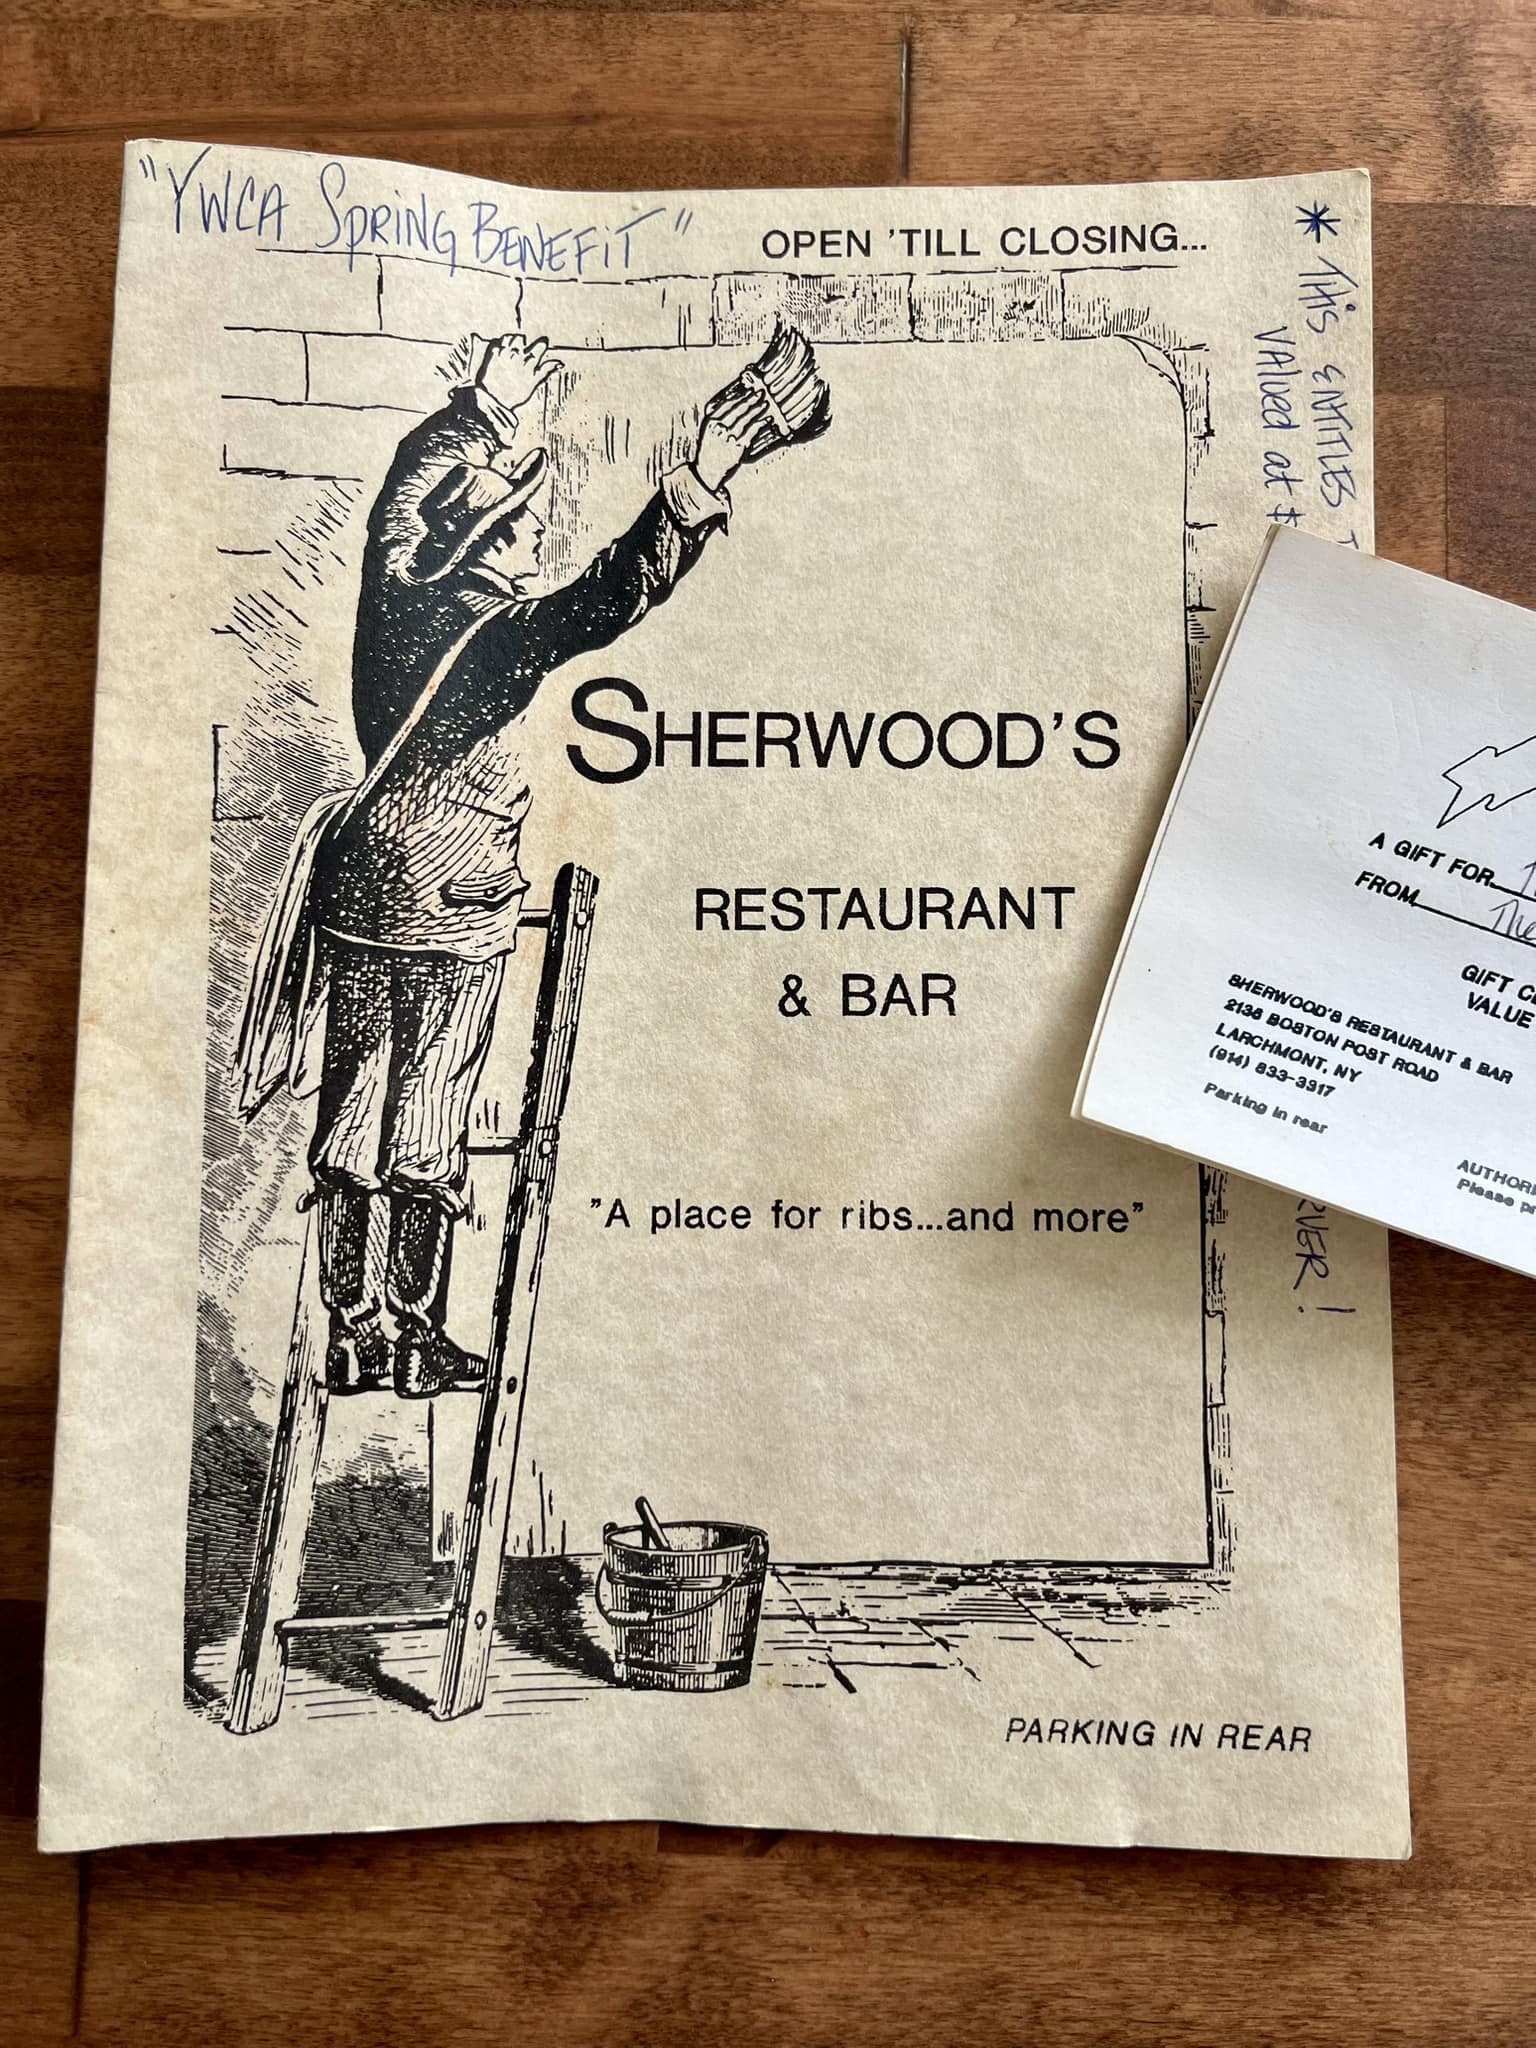 "YWCA SPRING BENEFIT"
OPEN 'TILL CLOSING...
* THIS ENTITLES
VALUED at $
SHERWOOD'S
RESTAURANT
& BAR
"A place for ribs...and more"
PARKING IN REAR
A GIFT FOR
FROM The
GIFT
VALUE
SHERWOOD'S RESTAURANT & BAR
2136 BOSTON POST ROAD
LARCHMONT, NY
(914) 833-3317
Parking in rear
Please